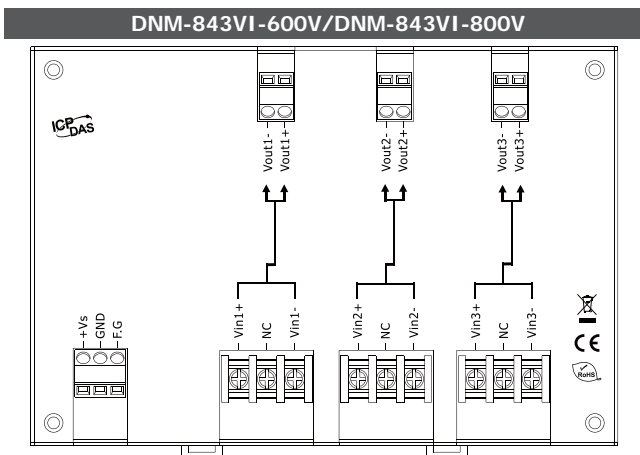 DNM-843VI-600V/DNM-843VI-800V
ICP DAS
Vout1-
Vout1+
Vout2-
Vout2+
Vout3-
Vout3+
+Vs
GND
F.G
Vin1+
NC
Vin1-
Vin2+
NC
Vin2-
Vin3+
NC
Vin3-
CE
RoHS